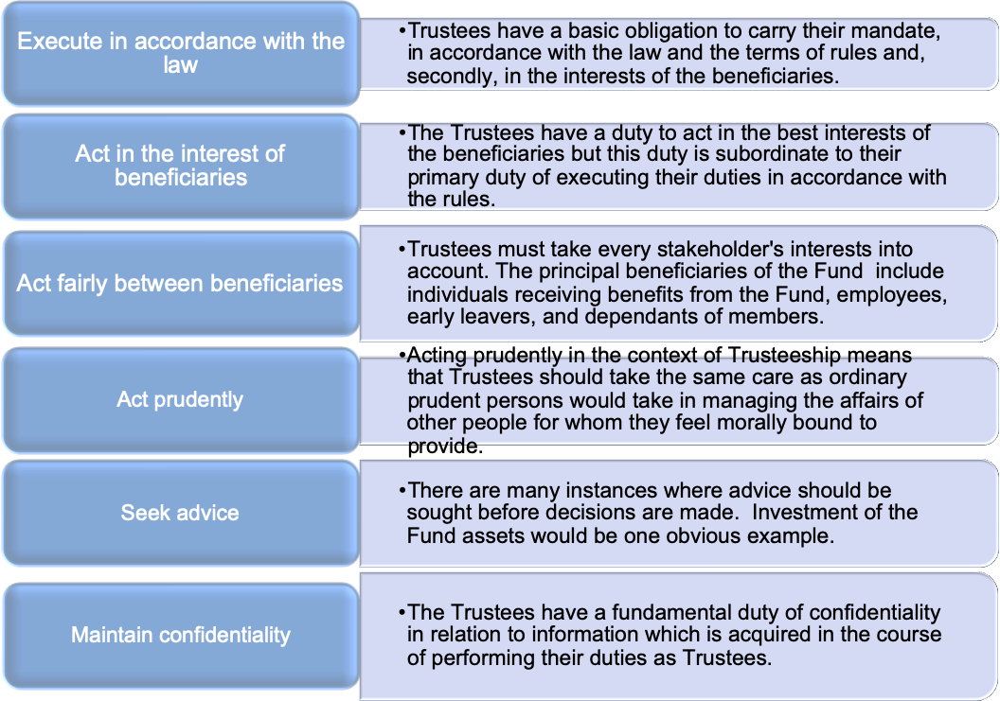 Execute in accordance with the
law
•Trustees have a basic obligation to carry their mandate,
in accordance with the law and the terms of rules and,
secondly, in the interests of the beneficiaries.
Act in the interest of
beneficiaries
•The Trustees have a duty to act in the best interests of
the beneficiaries but this duty is subordinate to their
primary duty of executing their duties in accordance with
the rules.
Act fairly between beneficiaries
•Trustees must take every stakeholder's interests into
account. The principal beneficiaries of the Fund  include
individuals receiving benefits from the Fund, employees,
early leavers, and dependants of members.
Act prudently
•Acting prudently in the context of Trusteeship means
that Trustees should take the same care as ordinary
prudent persons would take in managing the affairs of
other people for whom they feel morally bound to
provide.
Seek advice
•There are many instances where advice should be
sought before decisions are made.  Investment of the
Fund assets would be one obvious example.
Maintain confidentiality
•The Trustees have a fundamental duty of confidentiality
in relation to information which is acquired in the course
of performing their duties as Trustees.